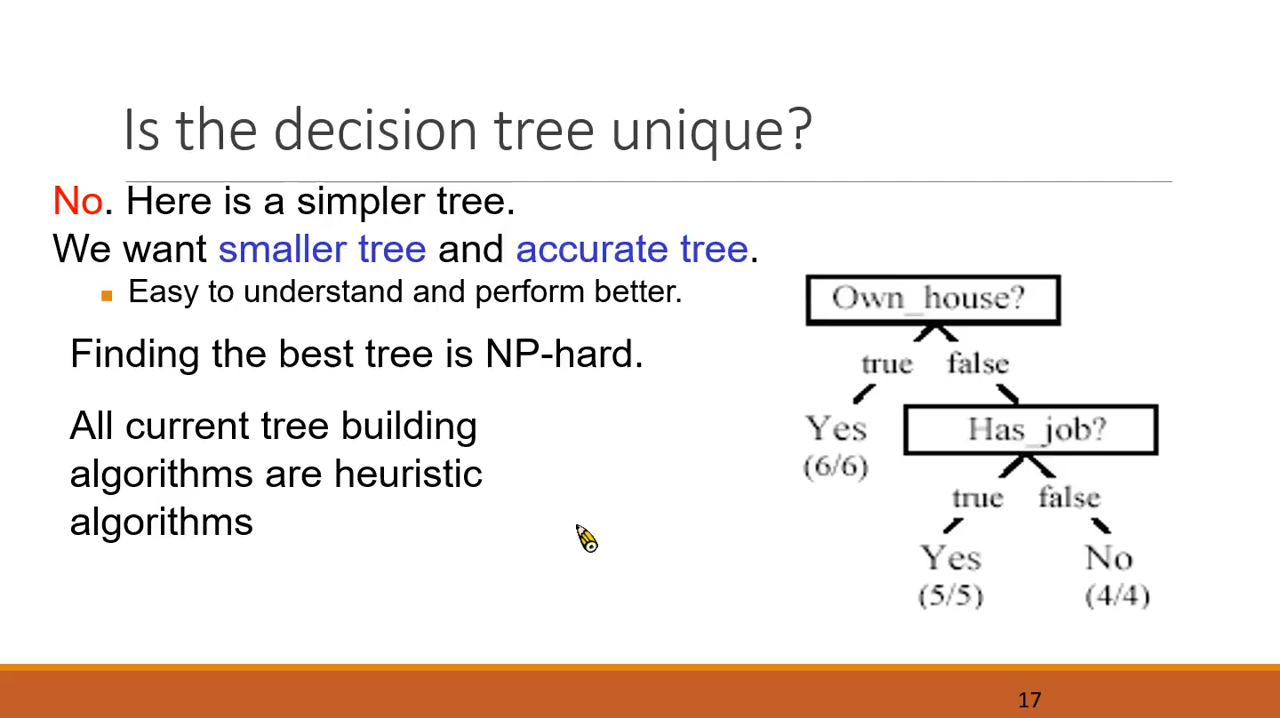 Is the decision tree unique?
No. Here is a simpler tree.
We want smaller tree and accurate tree.
Easy to understand and perform better.
Finding the best tree is NP-hard.
All current tree building
algorithms are heuristic
algorithms
Own_house?
true false
Yes
(6/6)
Has_job?
true false
Yes No
(5/5) (4/4)
17